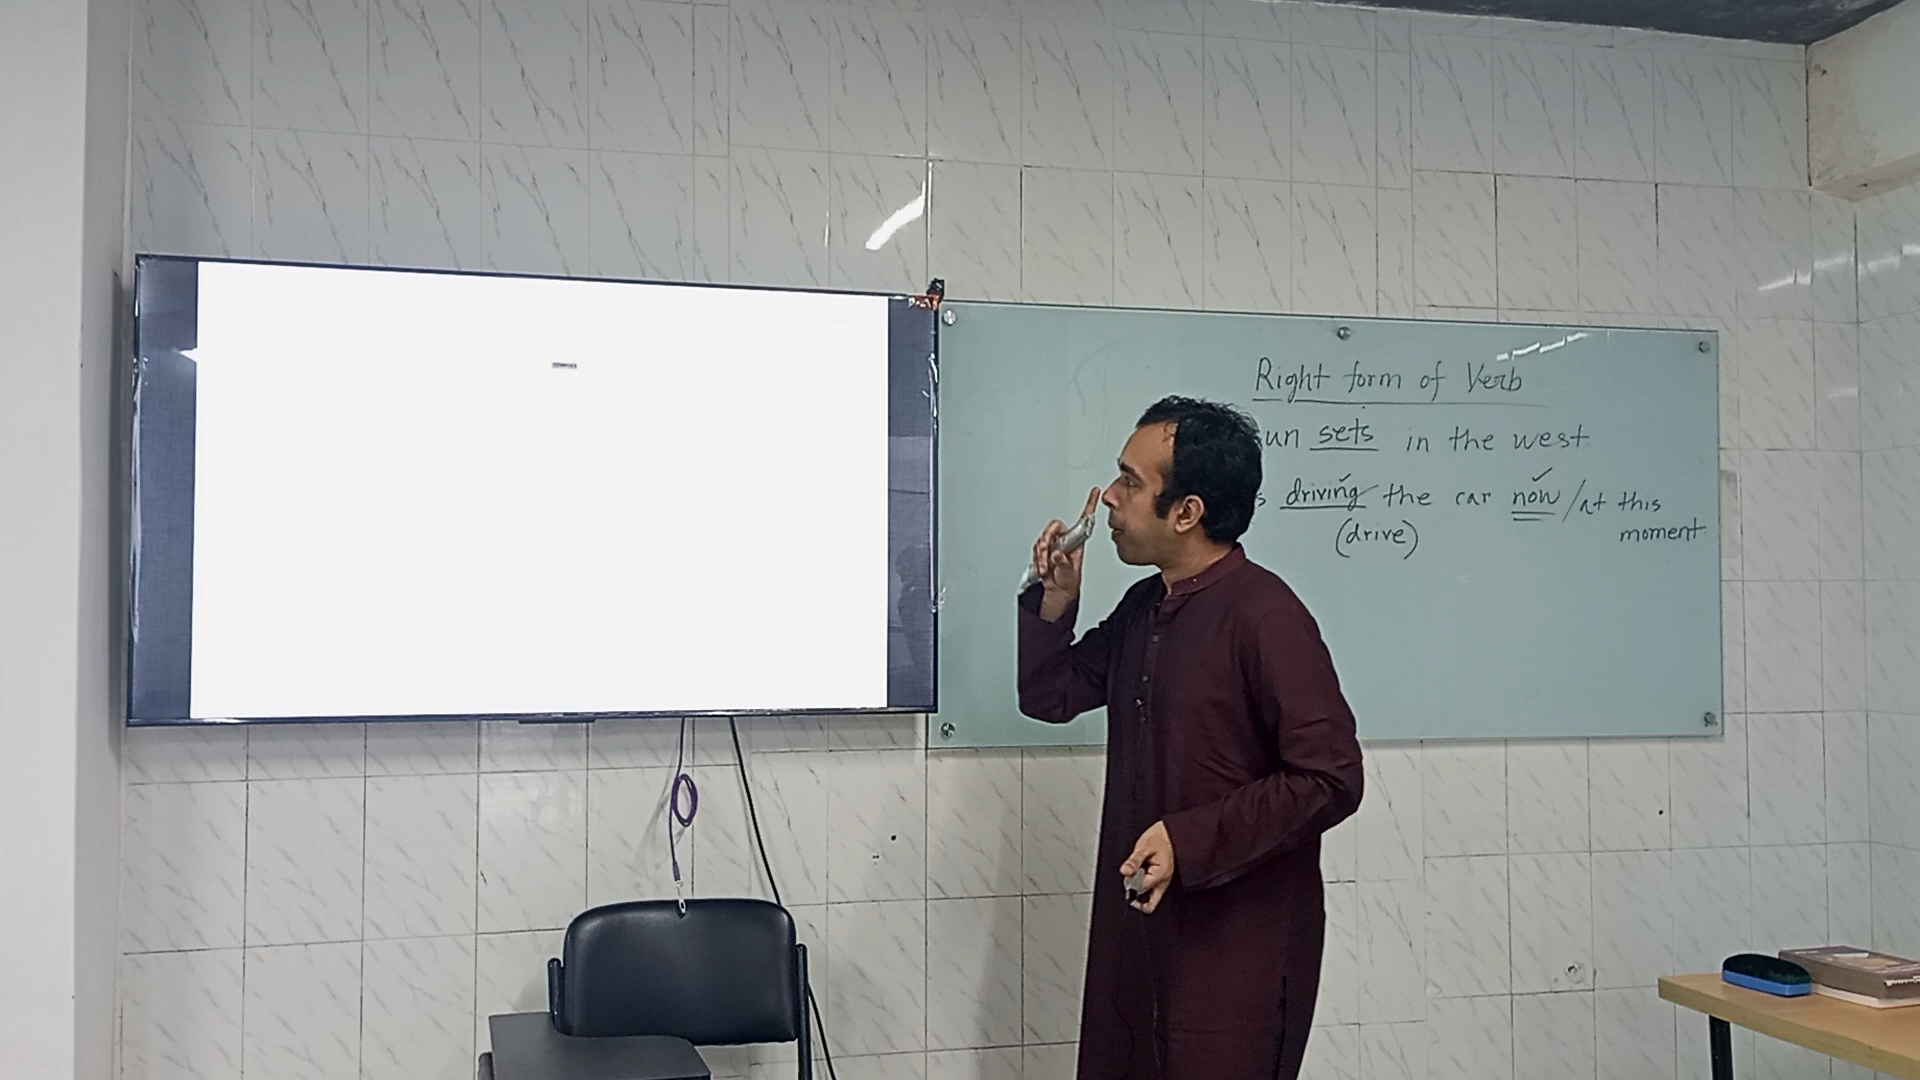 Right form of Verb
un sets in the west
s driving the car now / at this moment
(drive)